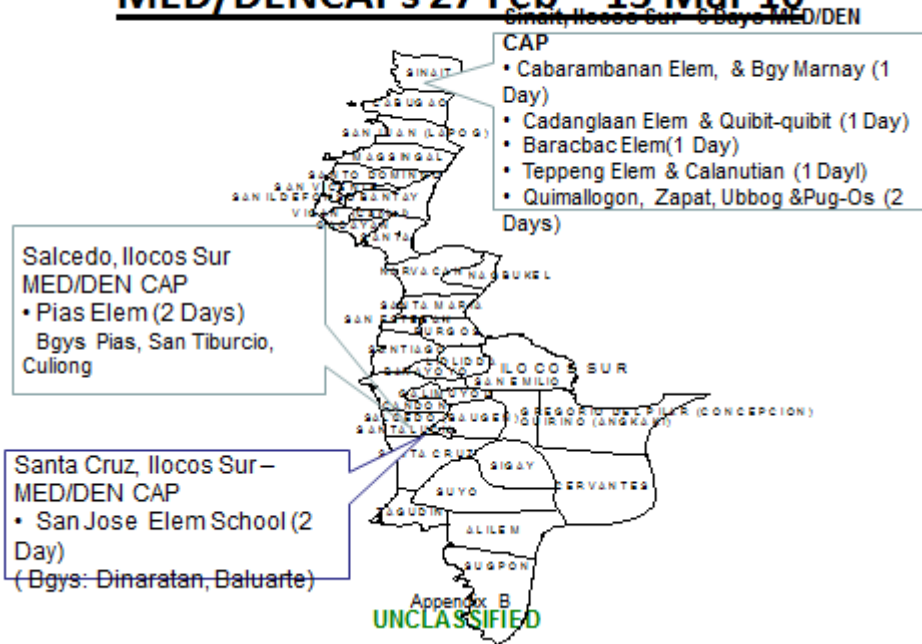 MED/DENCAPs 27 Feb – 15 Mar 10
Sinait, Ilocos Sur - 6 Days MED/DEN
CAP
• Cabarambanan Elem, & Bgy Marnay (1
Day)
• Cadanglaan Elem & Quibit-quibit (1 Day)
• Baracbac Elem(1 Day)
• Teppeng Elem & Calanutian (1 Dayl)
• Quimallogon, Zapat, Ubbog &Pug-Os (2
Days)
SINAIT
CABUGAO
SAN JUAN (LAPOG)
MAGSINGAL
SANTO DOMINGO
SAN VICENTE
SAN ILDEFONSO BANTAY
VIGAN
CAOAYAN
SANTA
Salcedo, Ilocos Sur
MED/DEN CAP
• Pias Elem (2 Days)
Bgys Pias, San Tiburcio,
Culiong
NARVACAN
NAGBUKEL
SANTA MARIA
SAN ESTEBAN
BURGOS
SANTIAGO
LIDLIDDA
BANAYOYO
ILOCOS SUR
SAN EMILIO
GALIMUYOD
CANDON
SALCEDO (BAUGEN)
GREGORIO DEL PILAR (CONCEPCION)
QUIRINO (ANGKAKI)
SANTA LUCIA
SANTA CRUZ
Santa Cruz, Ilocos Sur –
MED/DEN CAP
• San Jose Elem School (2
Day)
( Bgys: Dinaratan, Baluarte)
SIGAY
SUYO
CERVANTES
TAGUDIN
ALILEM
SUGPON
Appendix B
UNCLASSIFIED